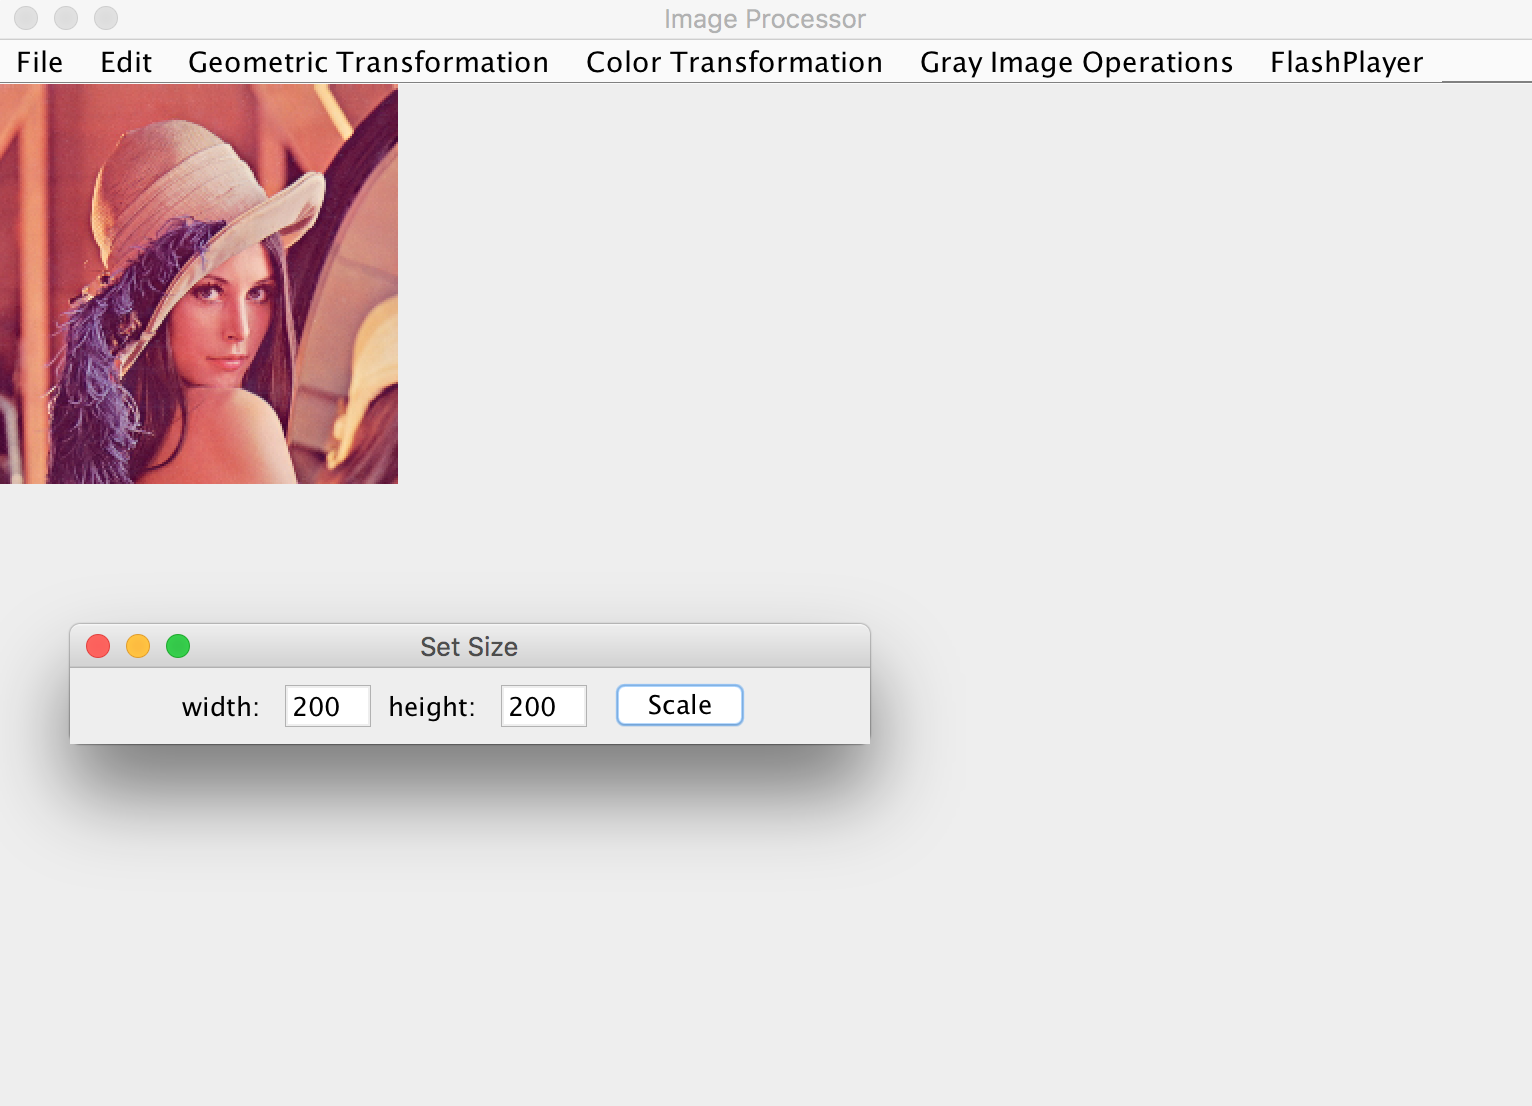 Image Processor
File Edit Geometric Transformation Color Transformation Gray Image Operations FlashPlayer
Set Size
width: 200 height: 200 Scale